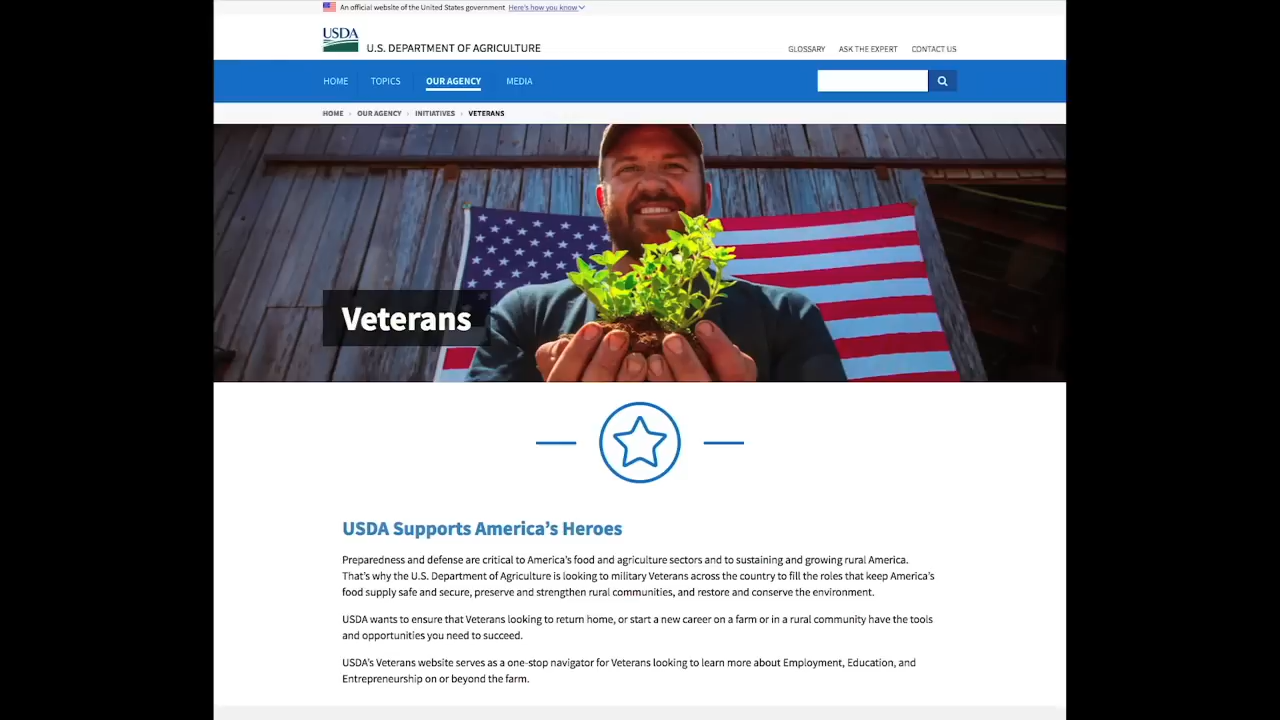 An official website of the United States government Here's how you know
USDA
U.S. DEPARTMENT OF AGRICULTURE
GLOSSARY ASK THE EXPERT CONTACT US
HOME TOPICS OUR AGENCY MEDIA
HOME › OUR AGENCY › INITIATIVES › VETERANS
Veterans
USDA Supports America's Heroes
Preparedness and defense are critical to America's food and agriculture sectors and to sustaining and growing rural America.
That's why the U.S. Department of Agriculture is looking to military Veterans across the country to fill the roles that keep America's
food supply safe and secure, preserve and strengthen rural communities, and restore and conserve the environment.
USDA wants to ensure that Veterans looking to return home, or start a new career on a farm or in a rural community have the tools
and opportunities you need to succeed.
USDA's Veterans website serves as a one-stop navigator for Veterans looking to learn more about Employment, Education, and
Entrepreneurship on or beyond the farm.